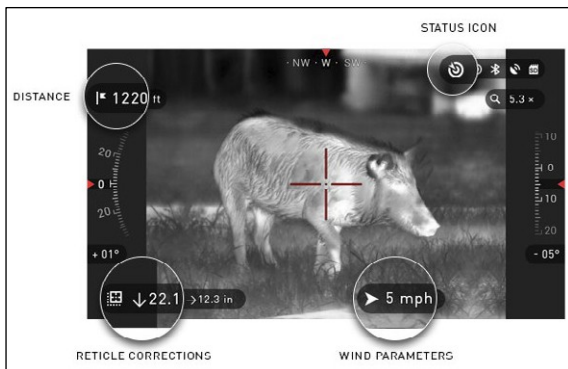 STATUS ICON
· NW · W · SW ·
DISTANCE
1220 ft
SD
5.3 ×
20
0
20
10
0
10
20
+ 01°
- 05°
22.1
12.3 in
5 mph
RETICLE CORRECTIONS
WIND PARAMETERS